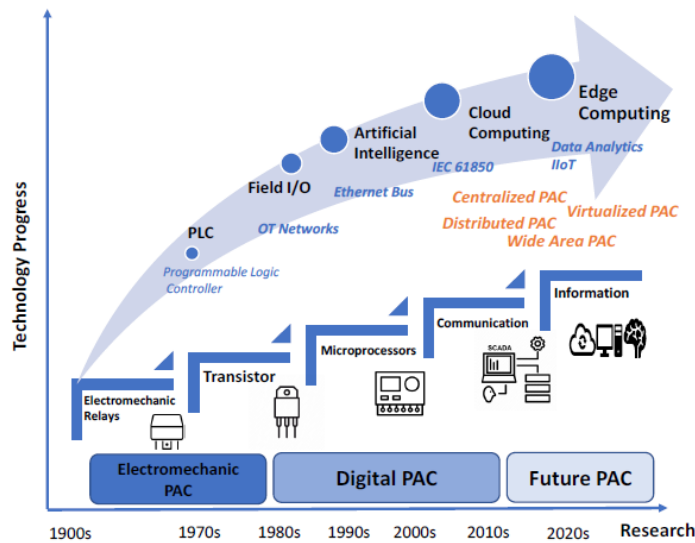 Technology Progress
Edge
Computing
Cloud
Computing
Artificial
Intelligence
Data Analytics
IIoT
IEC 61850
Field I/O
Ethernet Bus
Centralized PAC
Virtualized PAC
Distributed PAC
Wide Area PAC
PLC
OT Networks
Programmable Logic
Controller
Information
Communication
Microprocessors
Transistor
Electromechanic
Relays
SCADA
Electromechanic
PAC
Digital PAC
Future PAC
1900s 1970s 1980s 1990s 2000s 2010s 2020s Research